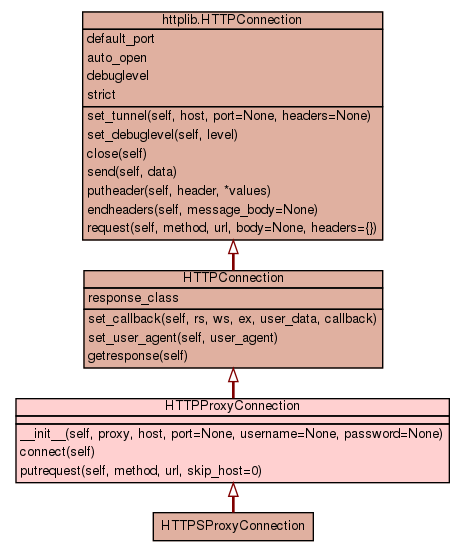 httplib.HTTPConnection
default_port
auto_open
debuglevel
strict
set_tunnel(self, host, port=None, headers=None)
set_debuglevel(self, level)
close(self)
send(self, data)
putheader(self, header, *values)
endheaders(self, message_body=None)
request(self, method, url, body=None, headers={})
HTTPConnection
response_class
set_callback(self, rs, ws, ex, user_data, callback)
set_user_agent(self, user_agent)
getresponse(self)
HTTPProxyConnection
__init__(self, proxy, host, port=None, username=None, password=None)
connect(self)
putrequest(self, method, url, skip_host=0)
HTTPSProxyConnection